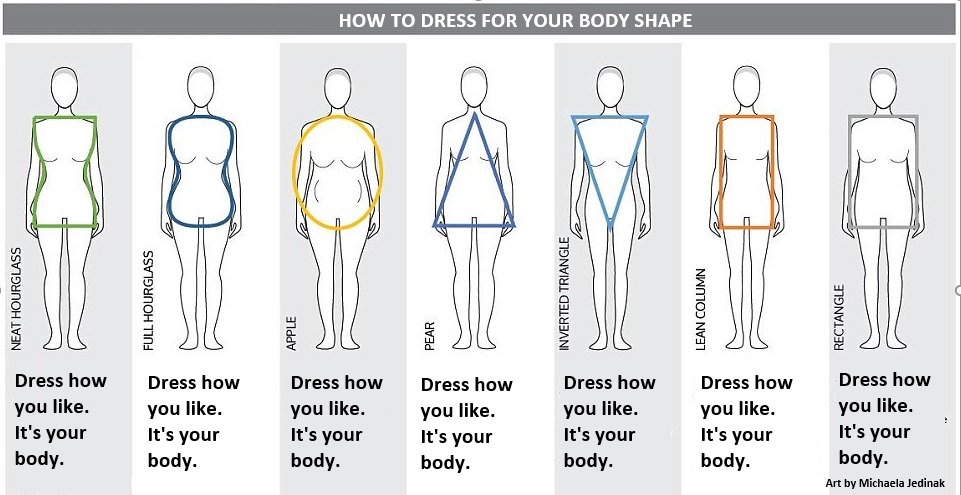 HOW TO DRESS FOR YOUR BODY SHAPE
NEAT HOURGLASS
Dress how
you like.
It's your
body.
FULL HOURGLASS
Dress how
you like.
It's your
body.
APPLE
Dress how
you like.
It's your
body.
PEAR
Dress how
you like.
It's your
body.
INVERTED TRIANGLE
Dress how
you like.
It's your
body.
LEAN COLUMN
Dress how
you like.
It's your
body.
RECTANGLE
Dress how
you like.
It's your
body.
Art by Michaela Jedinak